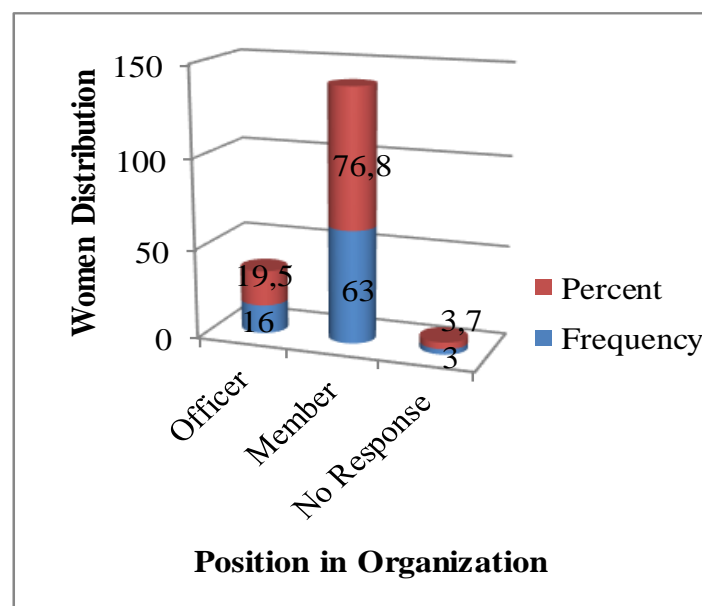 Women Distribution
150
100
50
0
19,5
16
76,8
63
3,7
3
Officer
Member
No Response
Percent
Frequency
Position in Organization